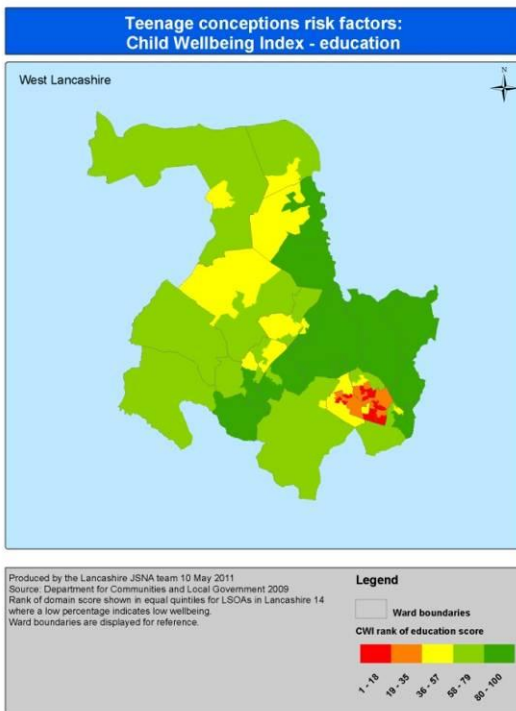 Teenage conceptions risk factors:
Child Wellbeing Index - education
West Lancashire
N
Produced by the Lancashire JSNA team 10 May 2011
Source: Department for Communities and Local Government 2009
Rank of domain score shown in equal quintiles for LSOAs in Lancashire 14
where a low percentage indicates low wellbeing.
Ward boundaries are displayed for reference.
Legend
Ward boundaries
CWI rank of education score
1 - 18
19 - 35
36 - 57
58 - 79
80 - 100